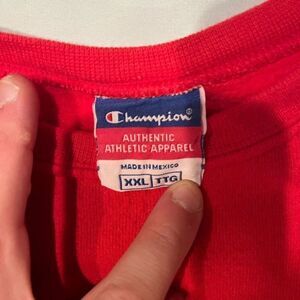 Champion®
AUTHENTIC
ATHLETIC APPAREL
MADE IN MEXICO
XXL TTG